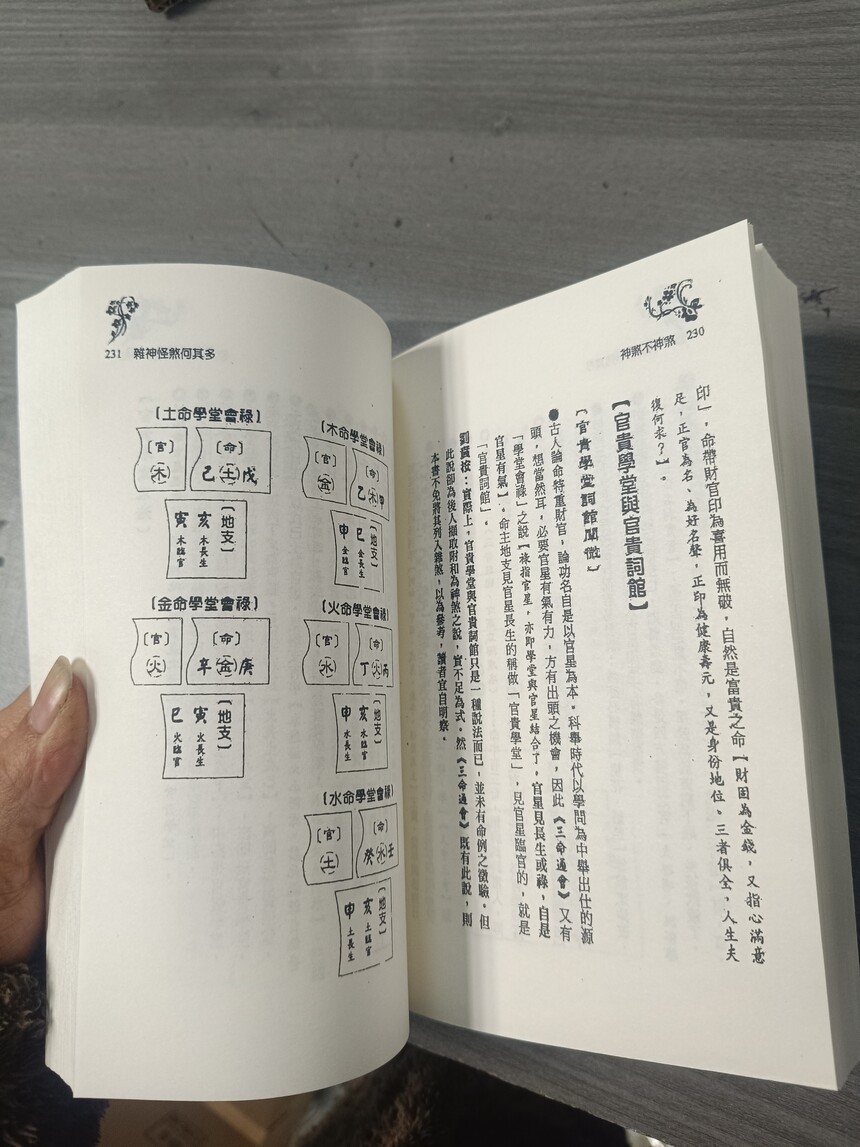 神煞不神煞 230
印」，命帶財官印為喜用而無破，自然是富貴之命【財固為金錢，又指心滿意
足，正官為名、為好名聲，正印為健康壽元，又是身份地位。三者俱全，人生夫
復何求？】。
【官貴學堂與官貴詞館】
【官貴學堂詞館闡微】
●古人論命特重財官，論功名自是以官星為本。科舉時代以學問為中舉出仕的源
頭，想當然耳，必要官星有氣有力，方有出頭之機會，因此《三命通會》又有
「學堂會祿」之說【祿指官星，亦即學堂與官星結合了，官星見長生或祿，自是
官星有氣】。命主地支見官星長生的稱做「官貴學堂」，見官星臨官的，就是
「官貴詞館」。
按：實際上，官貴學堂與官貴詞館只是一種說法而已，並未有命例之徵驗。但
此說卻為後人擷取附和為神煞之說，實不足為式。然《三命通會》既有此說，則
本書不免將其列入雜煞，以為參考，讀者宜自明察。
231 雜神怪煞何其多
【木命學堂會祿】
【命】
甲木乙
【官】
金
【地支】
巳 金長生
申 金臨官
【火命學堂會祿】
【命】
丙火丁
【官】
水
【地支】
亥 水臨官
申 水長生
【水命學堂會祿】
【命】
壬水癸
【官】
土
【地支】
亥 土臨官
申 土長生
【土命學堂會祿】
【命】
戊土己
【官】
木
【地支】
亥 木長生
寅 木臨官
【金命學堂會祿】
【命】
庚金辛
【官】
火
【地支】
寅 火長生
巳 火臨官